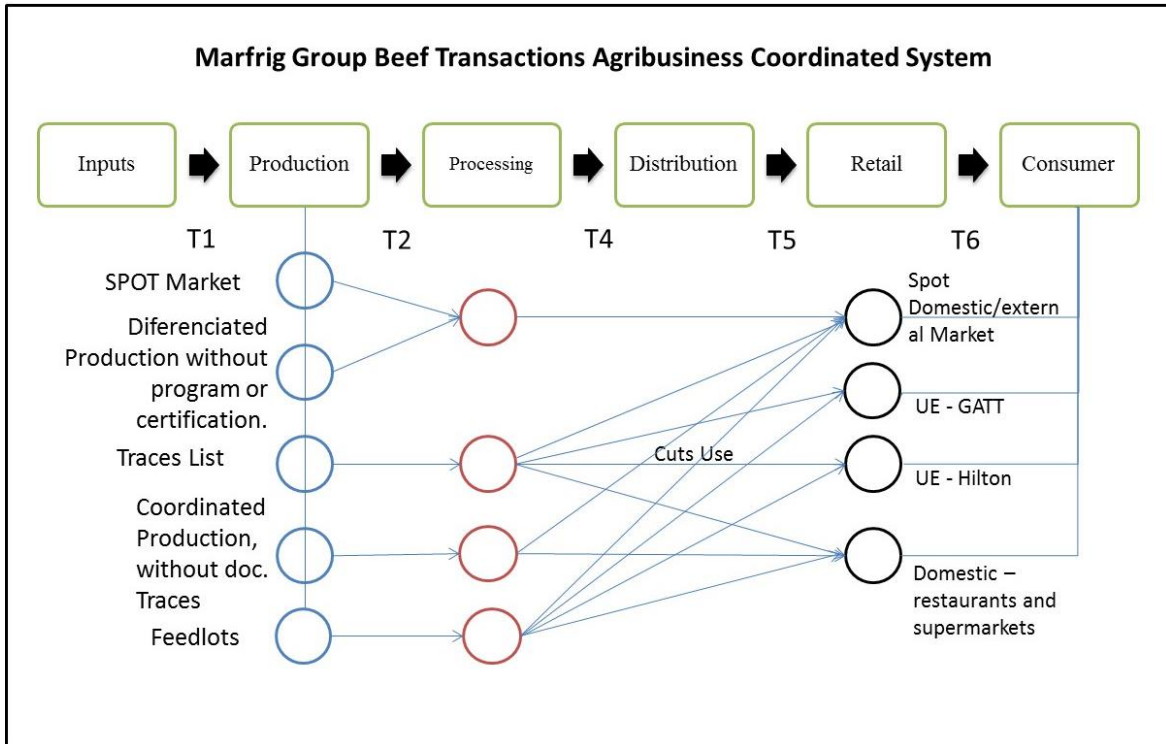 Marfrig Group Beef Transactions Agribusiness Coordinated System
Inputs
Production
Processing
Distribution
Retail
Consumer
T1
T2
T4
T5
T6
SPOT Market
Diferenciated
Production without
program or
certification.
Traces List
Coordinated
Production,
without doc.
Traces
Feedlots
Cuts Use
Spot
Domestic/extern
al Market
UE - GATT
UE - Hilton
Domestic –
restaurants and
supermarkets